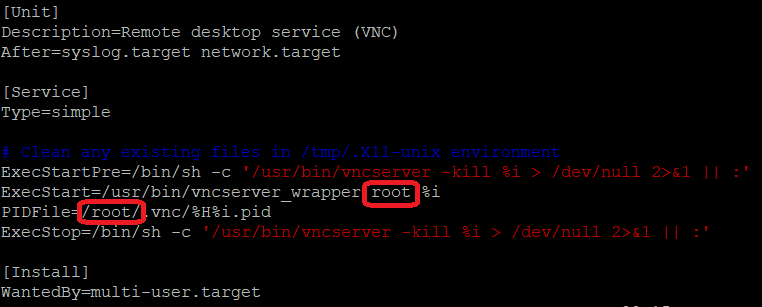 [Unit]
Description=Remote desktop service (VNC)
After=syslog.target network.target
[Service]
Type=simple
# Clean any existing files in /tmp/.X11-unix environment
ExecStartPre=/bin/sh -c '/usr/bin/vncserver -kill %i > /dev/null 2>&1 || :'
ExecStart=/usr/bin/vncserver_wrapper root %i
PIDFile=/root/.vnc/%H%i.pid
ExecStop=/bin/sh -c '/usr/bin/vncserver -kill %i > /dev/null 2>&1 || :'
[Install]
WantedBy=multi-user.target